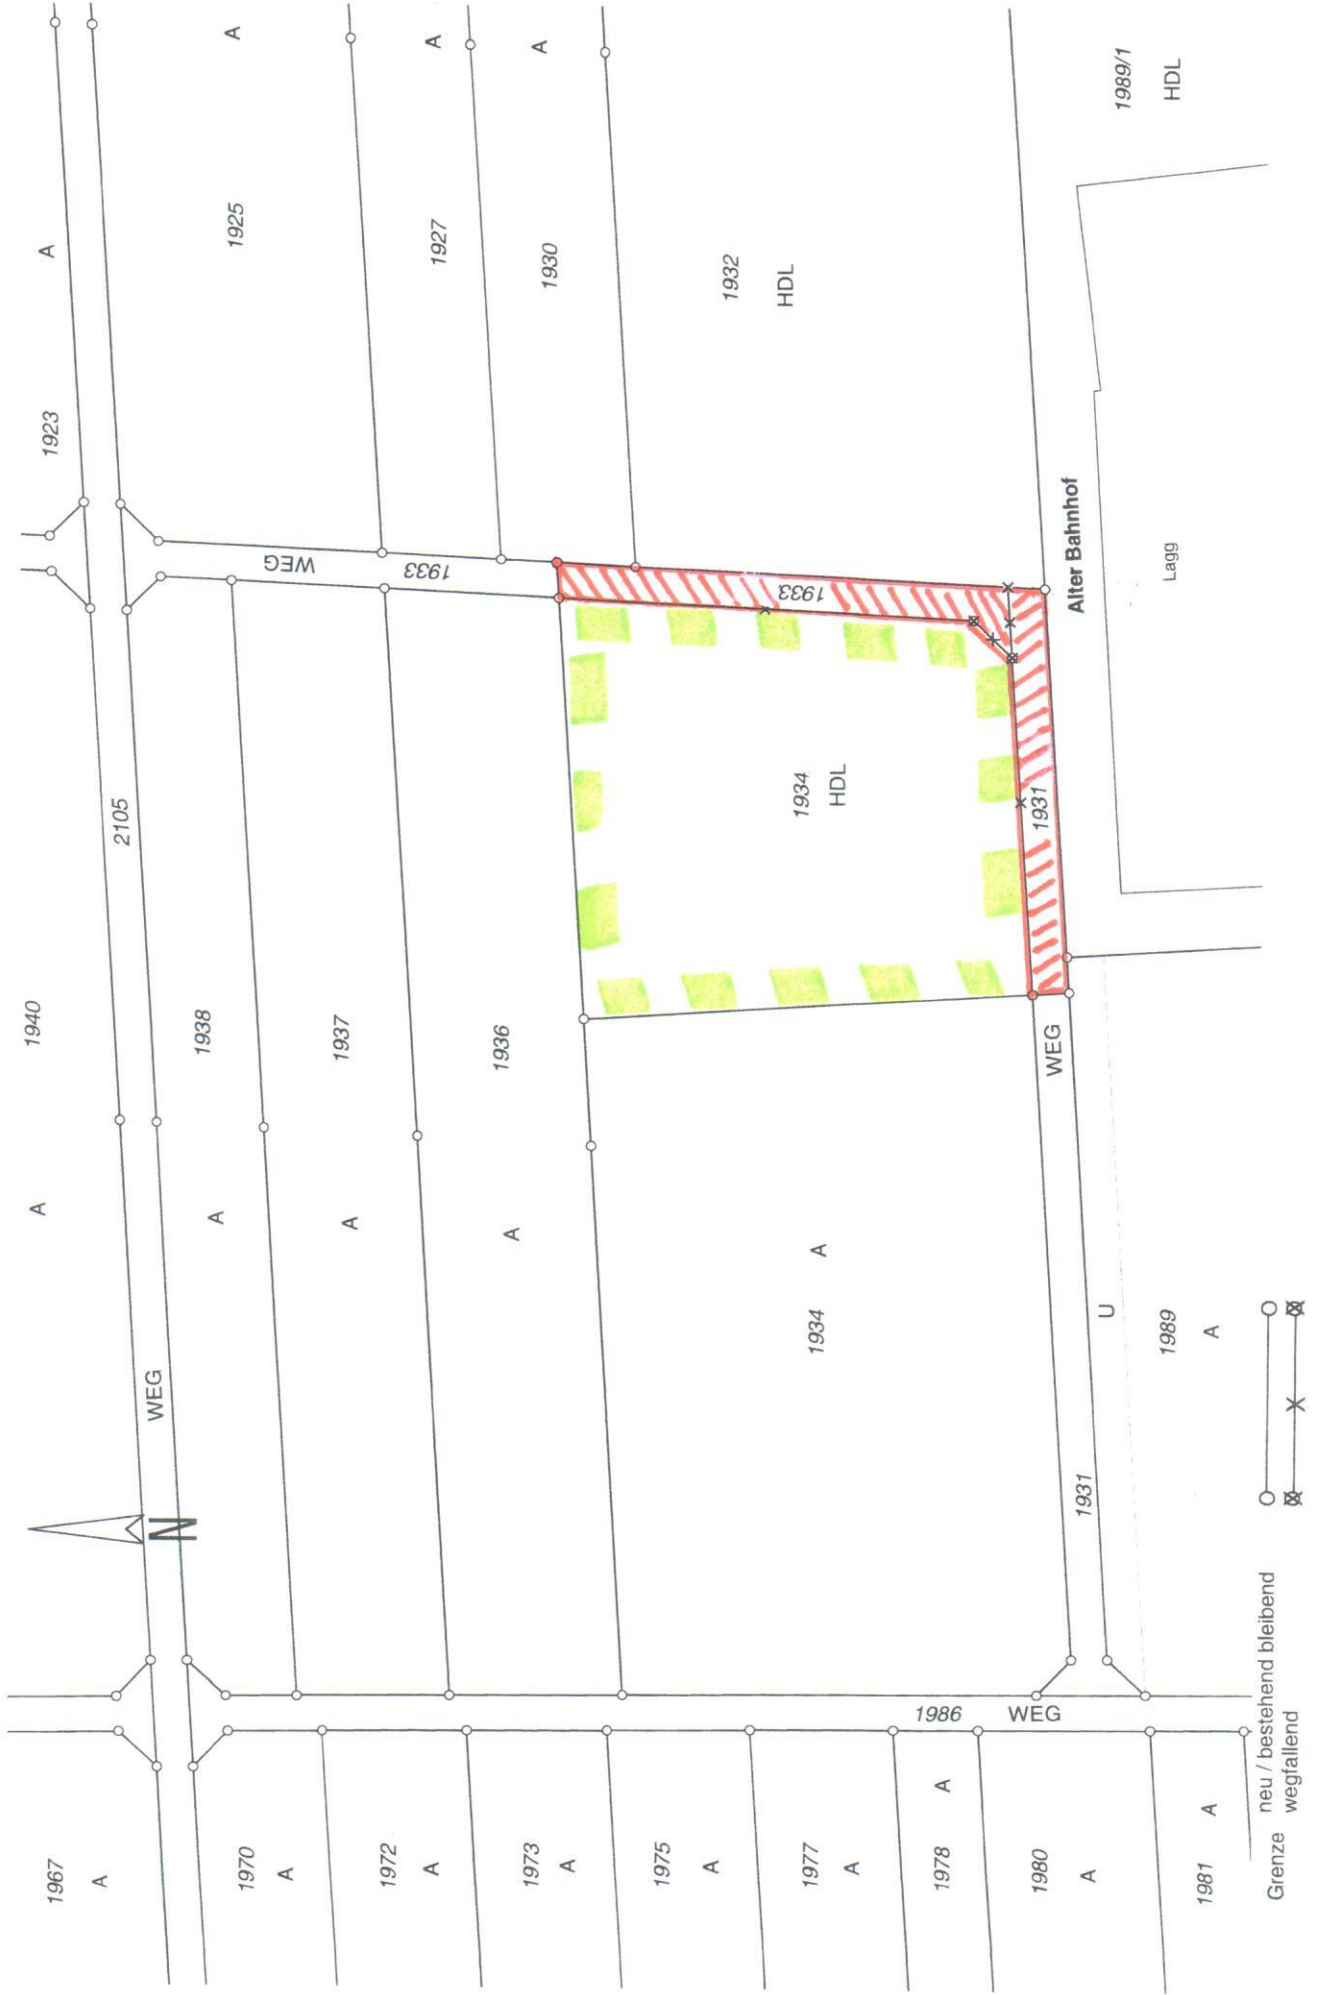 1967
A
1970
A
1972
A
1973
A
1975
A
1977
A
1978
A
1980
A
1981
A
1986
WEG
N
WEG
2105
A
1940
A
1938
A
1937
A
1936
1934
A
1931
WEG
U
1989
A
1934
HDL
1931
1933
1933
WEG
1923
A
1925
A
1927
A
1930
A
1932
HDL
Alter Bahnhof
Lagg
1989/1
HDL
Grenze neu / bestehend bleibend
wegfallend